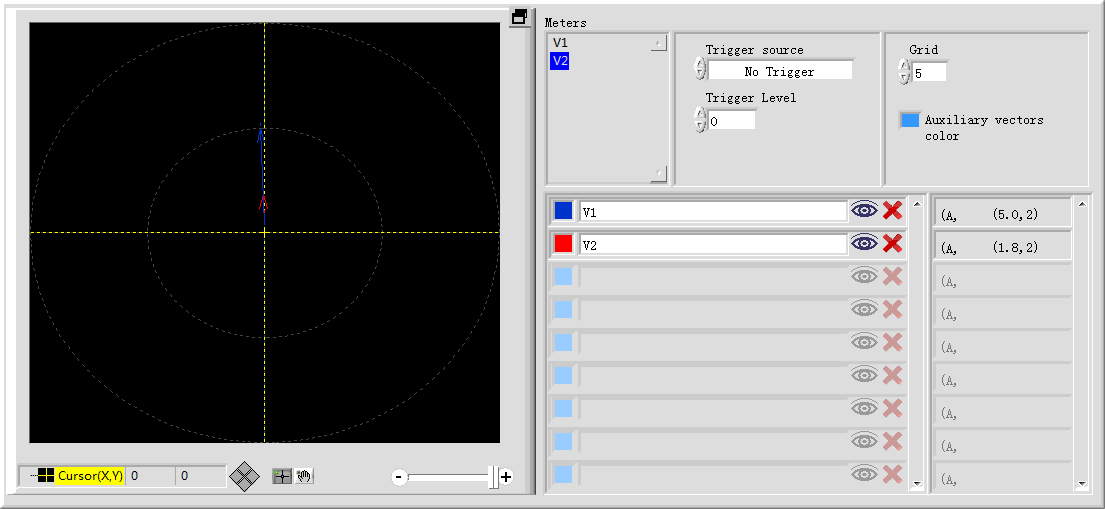 Meters
V1
V2
Trigger source
No Trigger
Trigger Level
0
Grid
5
Auxiliary vectors
color
V1
(A, (5.0,2)
V2
(A, (1.8,2)
(A,
(A,
(A,
(A,
(A,
(A,
(A,
Cursor(X,Y) 0 0